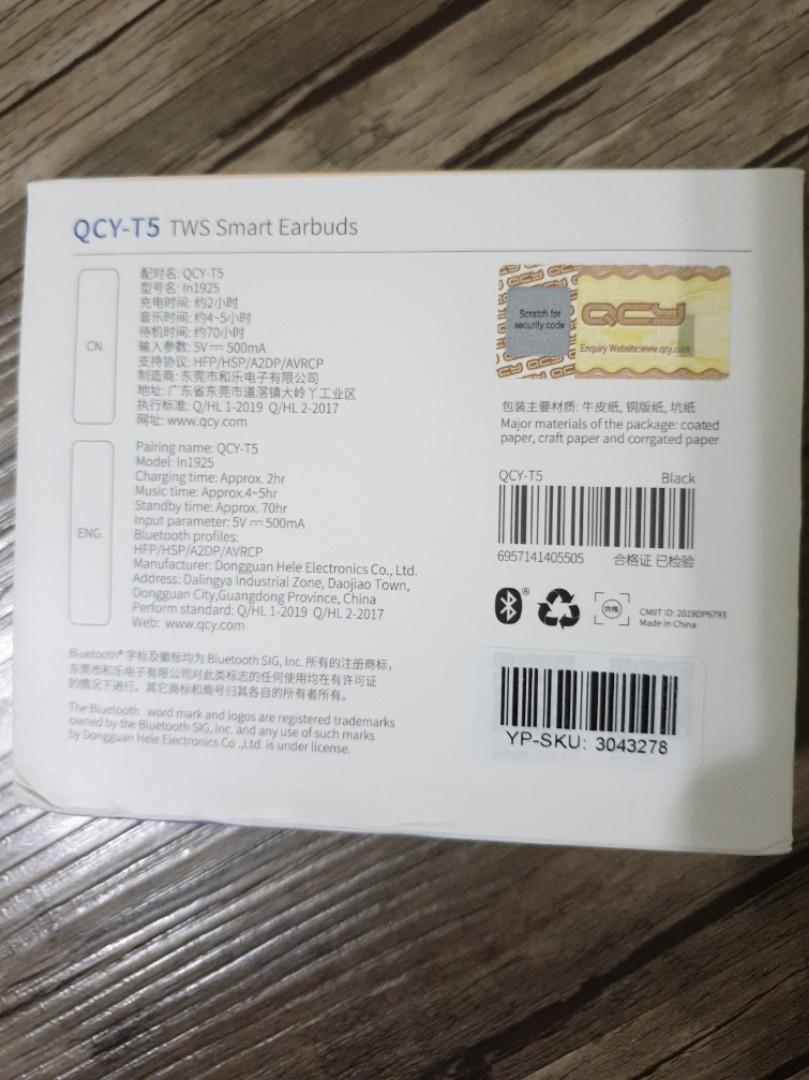 QCY-T5 TWS Smart Earbuds
CN.
配对名: QCY-T5
型号名: In1925
充电时间: 约2小时
音乐时间: 约4~5小时
待机时间: 约70小时
输入参数: 5V⎓500mA
支持协议: HFP/HSP/A2DP/AVRCP
制造商: 东莞市和乐电子有限公司
地址: 广东省东莞市道滘镇大岭丫工业区
执行标准: Q/HL 1-2019 Q/HL 2-2017
网址: www.qcy.com
ENG.
Pairing name: QCY-T5
Model: In1925
Charging time: Approx. 2hr
Music time: Approx.4~5hr
Standby time: Approx. 70hr
Input parameter: 5V⎓500mA
Bluetooth profiles:
HFP/HSP/A2DP/AVRCP
Manufacturer: Dongguan Hele Electronics Co., Ltd.
Address: Dalingya Industrial Zone, Daojiao Town,
Dongguan City,Guangdong Province, China
Perform standard: Q/HL 1-2019 Q/HL 2-2017
Web: www.qcy.com
Bluetooth® 字标及徽标均为 Bluetooth SIG, Inc. 所有的注册商标,
东莞市和乐电子有限公司对此类标志的任何使用均在有许可证
的情况下进行。其它商标和商号归其各自的所有者所有。
The Bluetooth word mark and logos are registered trademarks
owned by the Bluetooth SIG, Inc. and any use of such marks
by Dongguan Hele Electronics Co .,Ltd. is under license.
Scratch for
security code
QCY
Enquiry Website:www.qcy.com
包装主要材质: 牛皮纸, 铜版纸, 坑纸
Major materials of the package: coated
paper, craft paper and corrgated paper
QCY-T5 Black
6957141405505 合格证 已检验
®
合格
CMIIT ID: 2019DP6793
Made in China
YP-SKU: 3043278